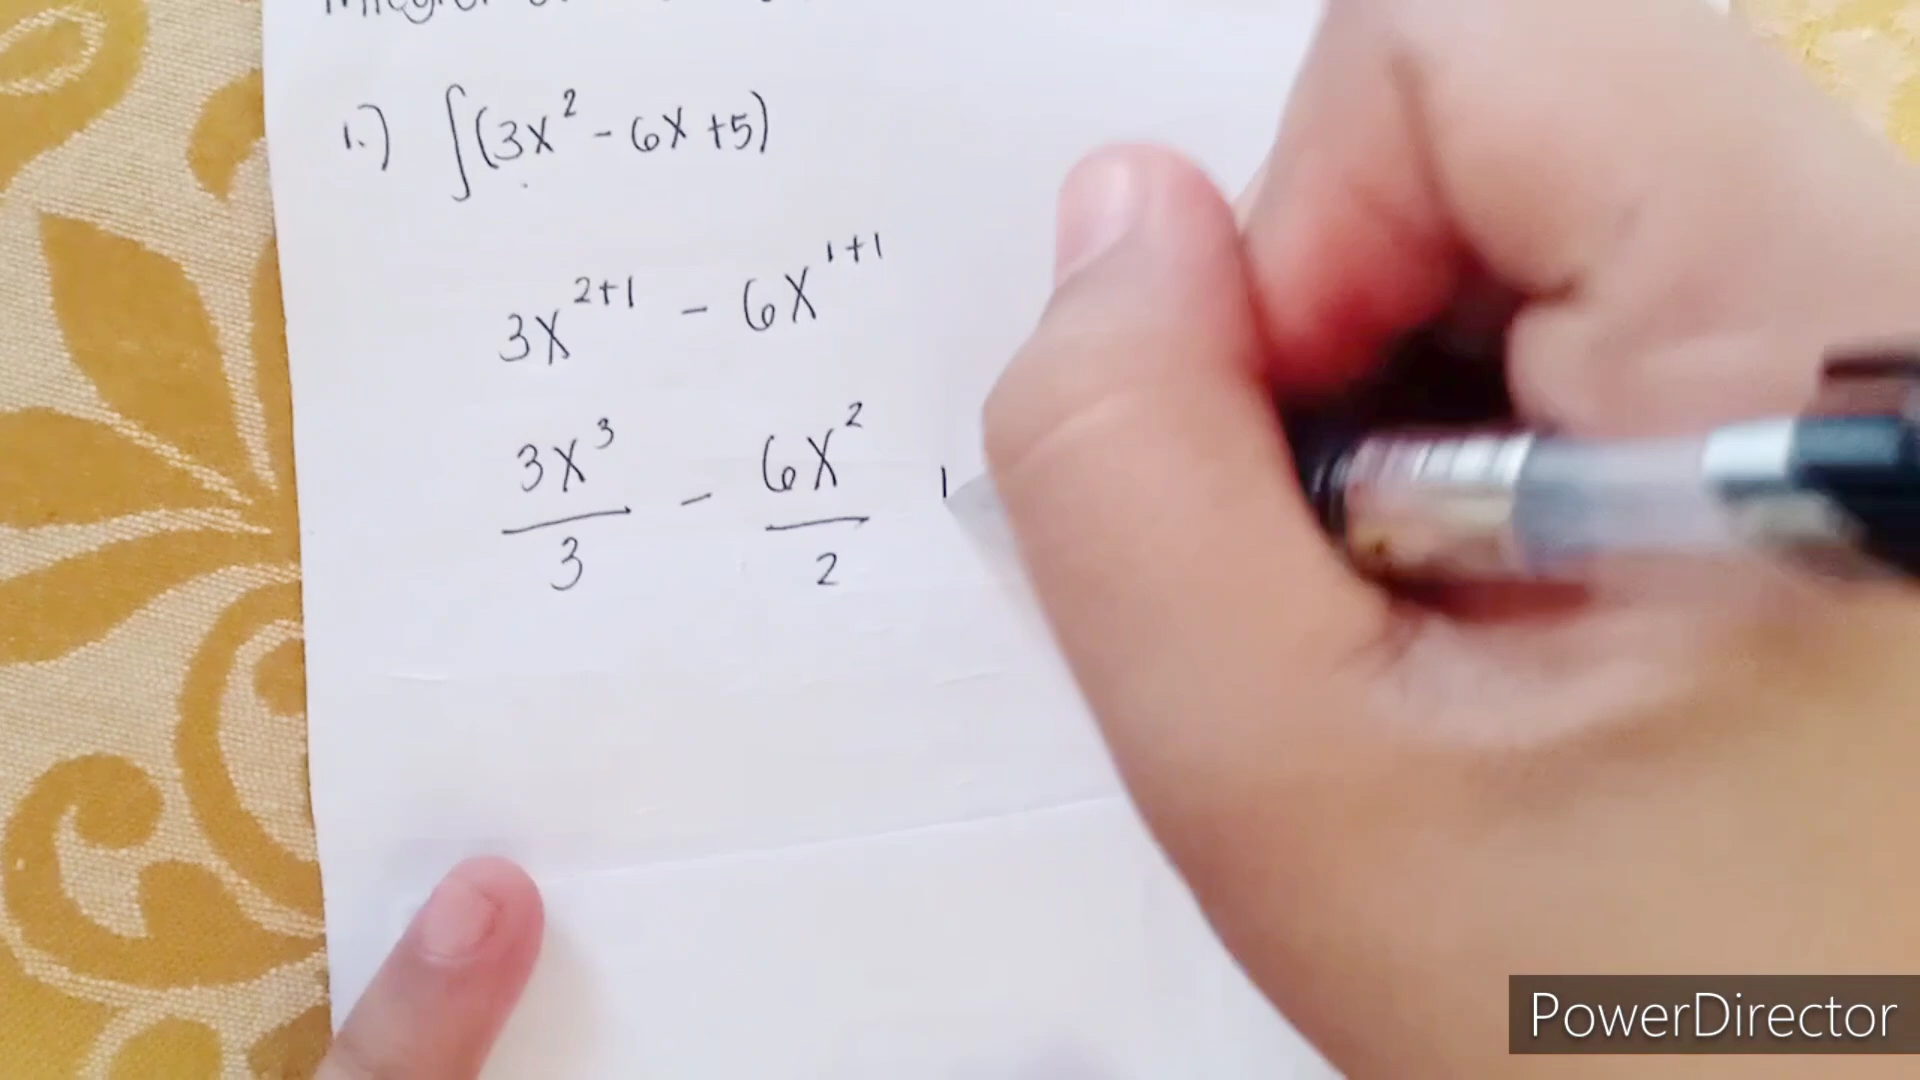 1.) ∫(3x² - 6x + 5)
3x²⁺¹ - 6x¹⁺¹
3x³ - 6x²
3 2
PowerDirector